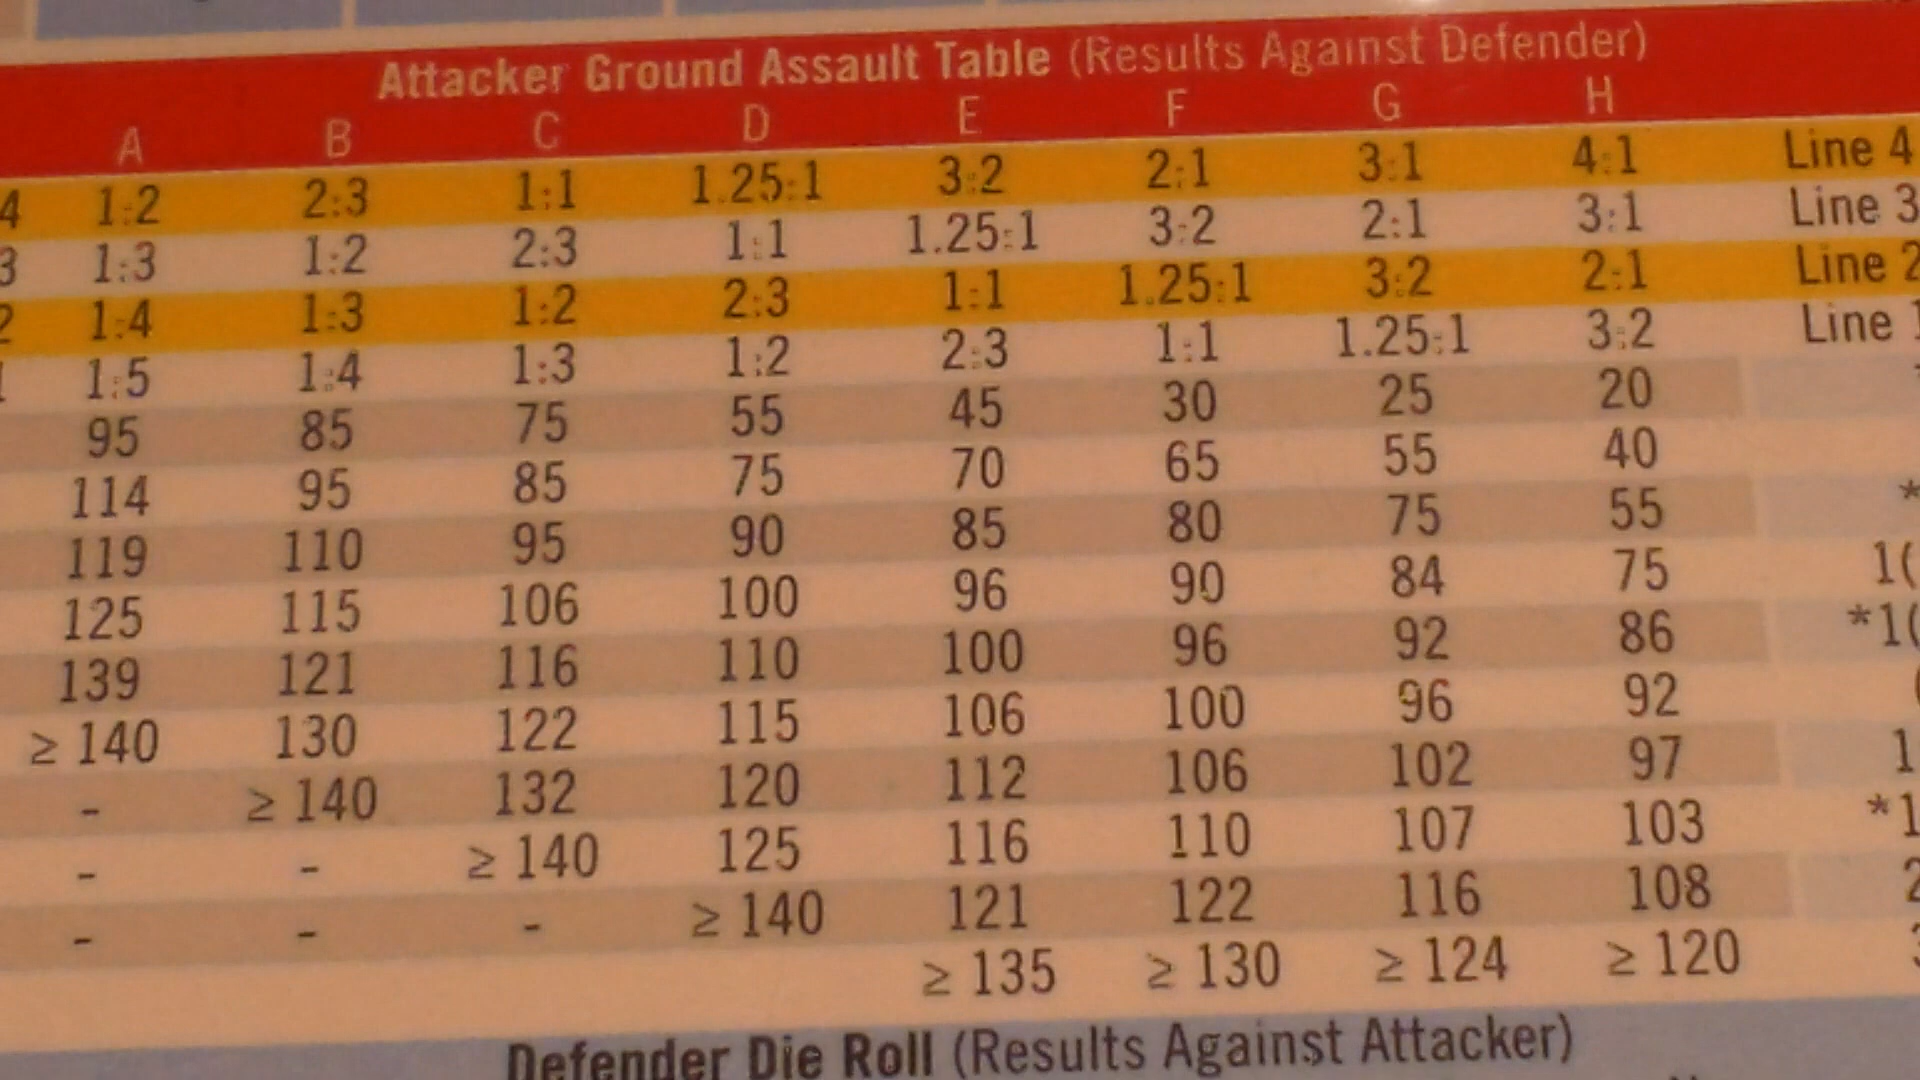 Attacker Ground Assault Table (Results Against Defender)
A B C D E F G H
4 1:2 2:3 1:1 1.25:1 3:2 2:1 3:1 4:1 Line 4
3 1:3 1:2 2:3 1:1 1.25:1 3:2 2:1 3:1 Line 3
2 1:4 1:3 1:2 2:3 1:1 1.25:1 3:2 2:1 Line 2
1 1:5 1:4 1:3 1:2 2:3 1:1 1.25:1 3:2 Line 1
95 85 75 55 45 30 25 20
114 95 85 75 70 65 55 40
119 110 95 90 85 80 75 55 *
125 115 106 100 96 90 84 75 1(
139 121 116 110 100 96 92 86 *1(
≥ 140 130 122 115 106 100 96 92
- ≥ 140 132 120 112 106 102 97 1
- - ≥ 140 125 116 110 107 103 *1
- - - ≥ 140 121 122 116 108 2
≥ 135 ≥ 130 ≥ 124 ≥ 120 3
Defender Die Roll (Results Against Attacker)